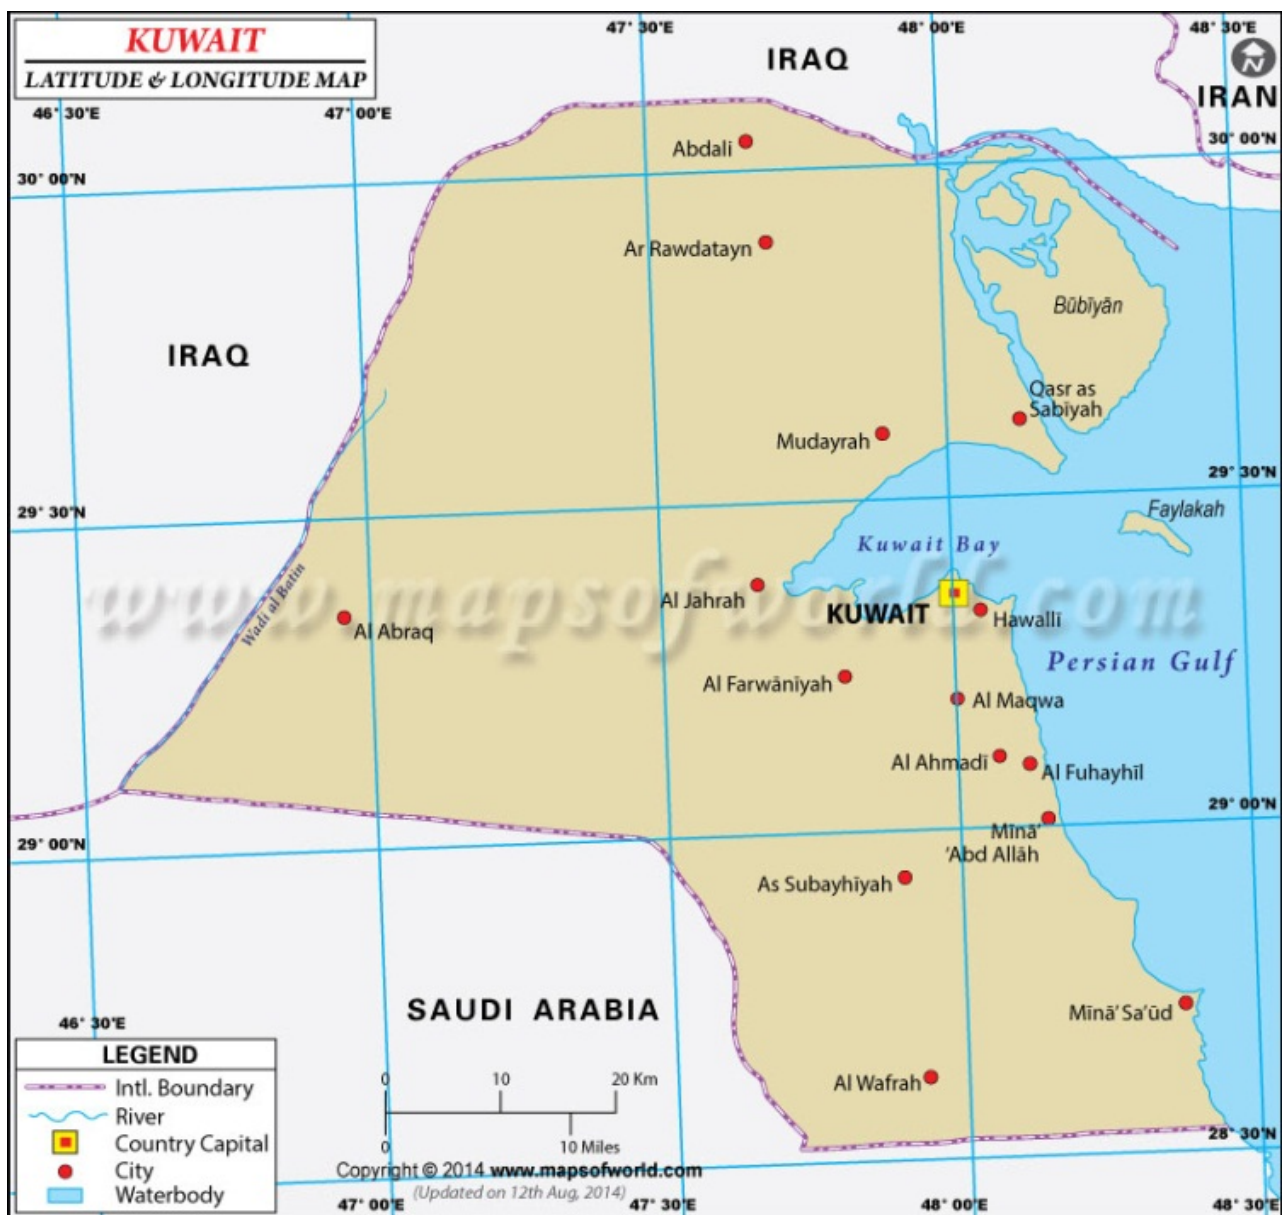 KUWAIT
LATITUDE & LONGITUDE MAP
47° 30'E
48° 00'E
48° 30'E
N
IRAQ
IRAN
46° 30'E
47° 00'E
30° 00'N
Abdali
30° 00'N
Ar Rawdatayn
Būbīyān
IRAQ
Qasr as
Sabīyah
Mudayrah
29° 30'N
29° 30'N
Faylakah
Kuwait Bay
www.mapsofworld.com
Wadi al Batin
Al Jahrah
KUWAIT
Hawallī
Al Abraq
Persian Gulf
Al Farwānīyah
Al Maqwa
Al Ahmadī
Al Fuhayhīl
29° 00'N
29° 00'N
Mīnā'
'Abd Allāh
As Subayhīyah
SAUDI ARABIA
Mīnā' Sa'ūd
46° 30'E
LEGEND
Intl. Boundary
River
Country Capital
City
Waterbody
0 10 20 Km
0 10 Miles
Al Wafrah
28° 30'N
Copyright © 2014 www.mapsofworld.com
(Updated on 12th Aug, 2014)
47° 00'E
47° 30'E
48° 00'E
48° 30'E